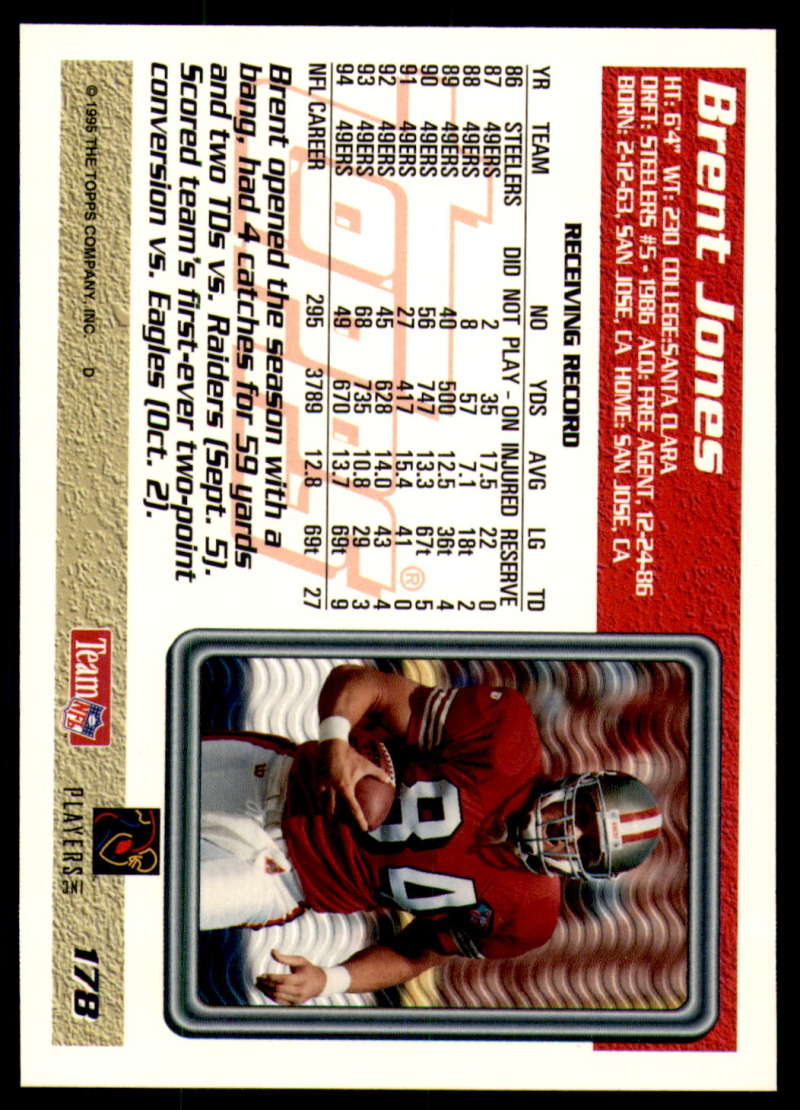 Brent Jones
HT: 6'4" WT: 230 COLLEGE: SANTA CLARA
DRFT: STEELERS #5 - 1986 ACQ: FREE AGENT, 12-24-86
BORN: 2-12-63, SAN JOSE, CA HOME: SAN JOSE, CA
RECEIVING RECORD
YR TEAM NO YDS AVG LG TD
86 STEELERS DID NOT PLAY - ON INJURED RESERVE
87 49ERS 2 35 17.5 22 0
88 49ERS 8 57 7.1 18t 2
89 49ERS 40 500 12.5 36t 4
90 49ERS 56 747 13.3 67t 5
91 49ERS 27 417 15.4 41 0
92 49ERS 45 628 14.0 43 4
93 49ERS 68 735 10.8 29 3
94 49ERS 49 670 13.7 69t 9
NFL CAREER 295 3789 12.8 69t 27
Topps®
Brent opened the season with a
bang, had 4 catches for 59 yards
and two TDs vs. Raiders (Sept. 5).
Scored team's first-ever two-point
conversion vs. Eagles (Oct. 2).
84
© 1995 THE TOPPS COMPANY, INC. D
Team NFL
PLAYERS INC
178